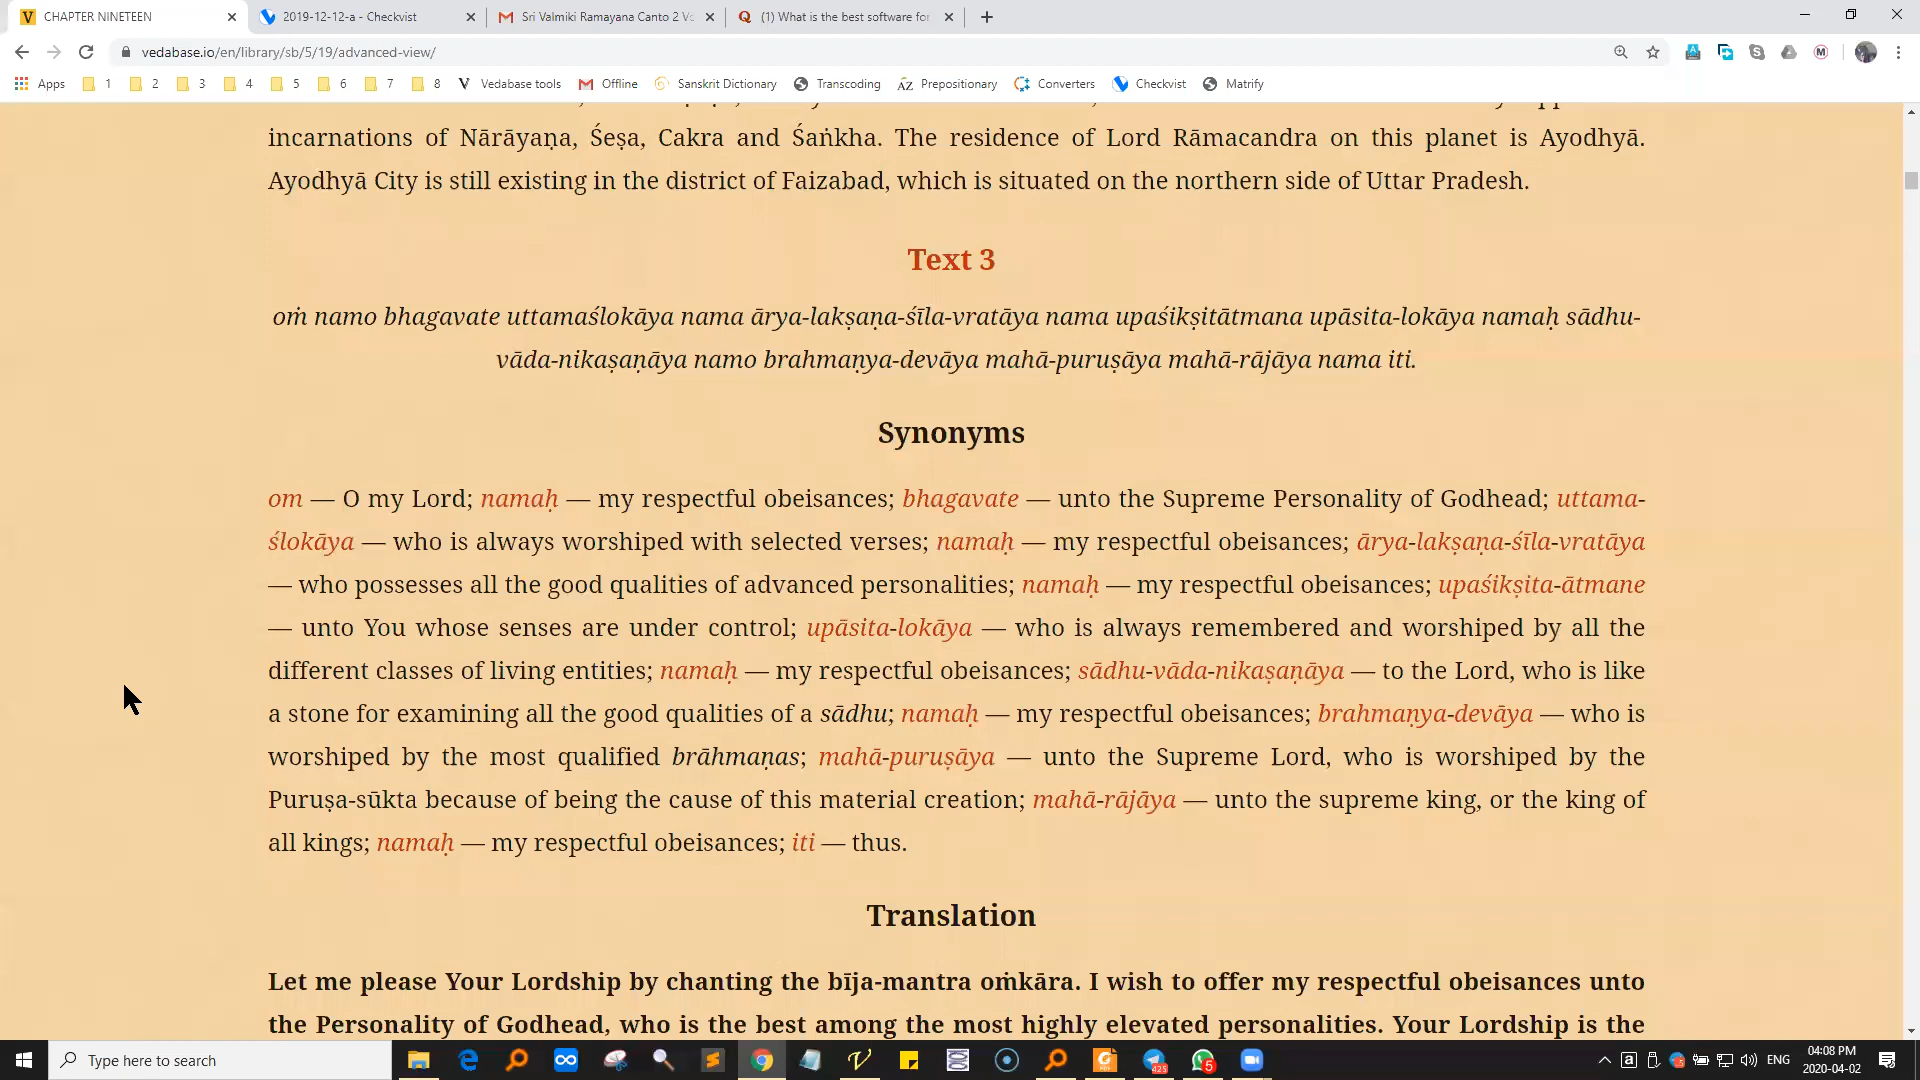 CHAPTER NINETEEN
2019-12-12-a - Checkvist
Sri Valmiki Ramayana Canto 2 Vo
(1) What is the best software for
vedabase.io/en/library/sb/5/19/advanced-view/
Apps 1 2 3 4 5 6 7 8 Vedabase tools Offline Sanskrit Dictionary Transcoding Prepositionary Converters Checkvist Matrify
incarnations of Nārāyaṇa, Śeṣa, Cakra and Śaṅkha. The residence of Lord Rāmacandra on this planet is Ayodhyā.
Ayodhyā City is still existing in the district of Faizabad, which is situated on the northern side of Uttar Pradesh.
Text 3
oṁ namo bhagavate uttamaślokāya nama ārya-lakṣaṇa-śīla-vratāya nama upaśikṣitātmana upāsita-lokāya namaḥ sādhu-
vāda-nikaṣaṇāya namo brahmaṇya-devāya mahā-puruṣāya mahā-rājāya nama iti.
Synonyms
om — O my Lord; namaḥ — my respectful obeisances; bhagavate — unto the Supreme Personality of Godhead; uttama-
ślokāya — who is always worshiped with selected verses; namaḥ — my respectful obeisances; ārya-lakṣaṇa-śīla-vratāya
— who possesses all the good qualities of advanced personalities; namaḥ — my respectful obeisances; upaśikṣita-ātmane
— unto You whose senses are under control; upāsita-lokāya — who is always remembered and worshiped by all the
different classes of living entities; namaḥ — my respectful obeisances; sādhu-vāda-nikaṣaṇāya — to the Lord, who is like
a stone for examining all the good qualities of a sādhu; namaḥ — my respectful obeisances; brahmaṇya-devāya — who is
worshiped by the most qualified brāhmaṇas; mahā-puruṣāya — unto the Supreme Lord, who is worshiped by the
Puruṣa-sūkta because of being the cause of this material creation; mahā-rājāya — unto the supreme king, or the king of
all kings; namaḥ — my respectful obeisances; iti — thus.
Translation
Let me please Your Lordship by chanting the bīja-mantra oṁkāra. I wish to offer my respectful obeisances unto
the Personality of Godhead, who is the best among the most highly elevated personalities. Your Lordship is the
Type here to search
425
5
ENG
04:08 PM
2020-04-02